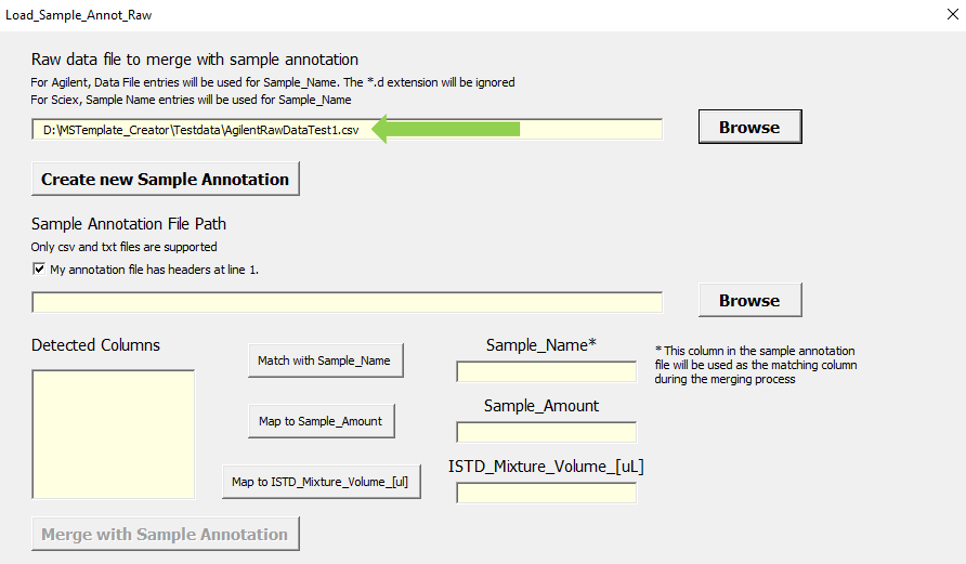 Load_Sample_Annot_Raw
Raw data file to merge with sample annotation
For Agilent, Data File entries will be used for Sample_Name. The *.d extension will be ignored
For Sciex, Sample Name entries will be used for Sample_Name
D:\MSTemplate_Creator\Testdata\AgilentRawDataTest1.csv
Browse
Create new Sample Annotation
Sample Annotation File Path
Only csv and txt files are supported
My annotation file has headers at line 1.
Browse
Detected Columns
Match with Sample_Name
Sample_Name*
* This column in the sample annotation
file will be used as the matching column
during the merging process
Map to Sample_Amount
Sample_Amount
Map to ISTD_Mixture_Volume_[ul]
ISTD_Mixture_Volume_[uL]
Merge with Sample Annotation